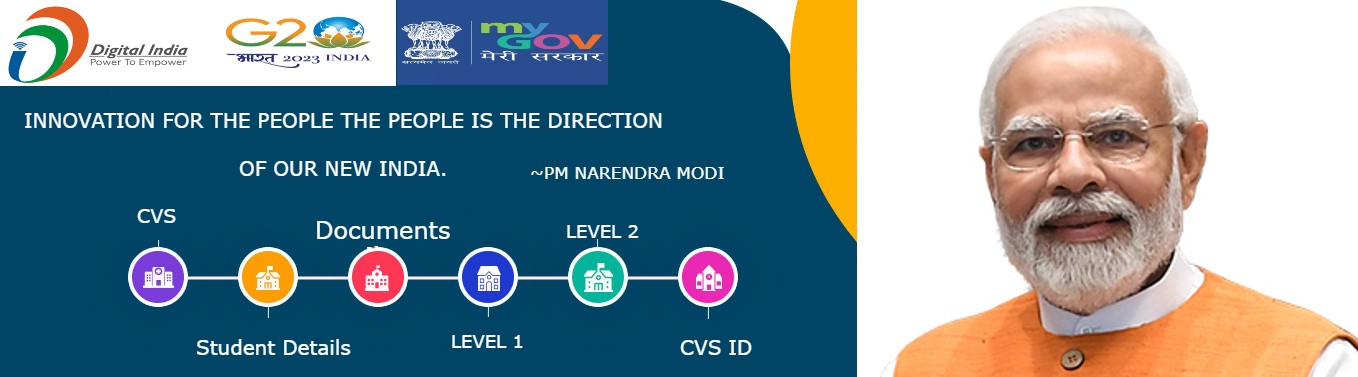 Digital India
Power To Empower
G20
भारत 2023 INDIA
सत्यमेव जयते
my
GOV
मेरी सरकार
INNOVATION FOR THE PEOPLE THE PEOPLE IS THE DIRECTION
OF OUR NEW INDIA.
~PM NARENDRA MODI
CVS
Documents
LEVEL 2
Student Details
LEVEL 1
CVS ID